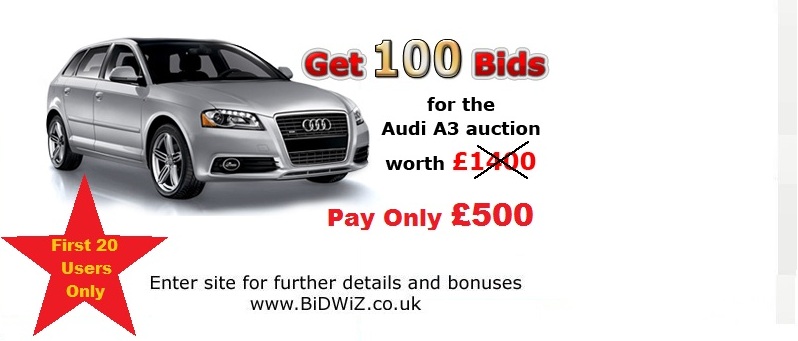 Get 100 Bids
for the
Audi A3 auction
worth £1400
Pay Only £500
First 20
Users
Only
Enter site for further details and bonuses
www.BiDWiZ.co.uk